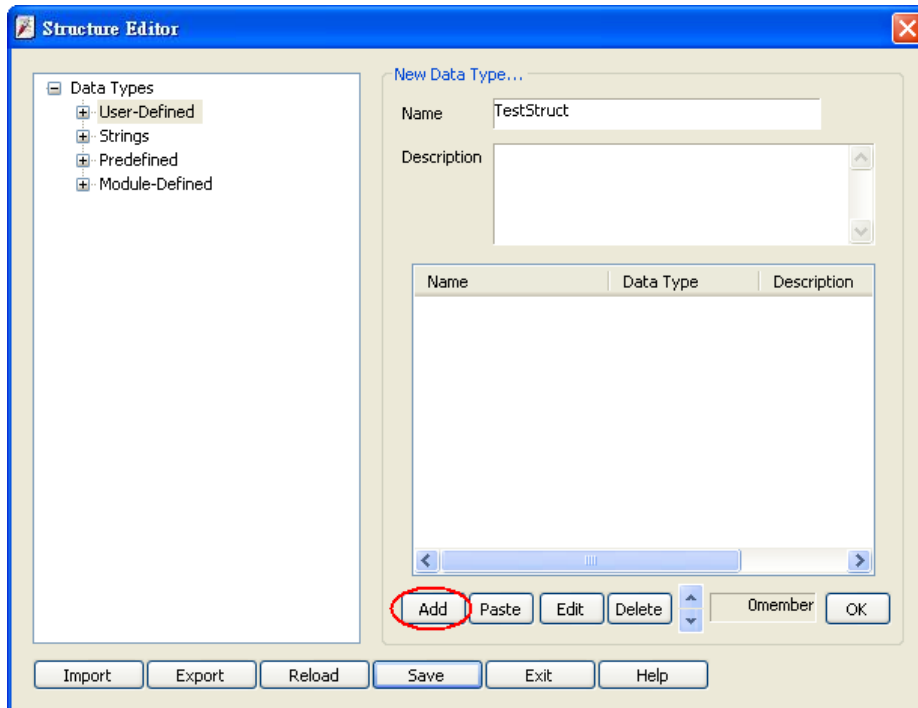 Structure Editor
Data Types
User-Defined
Strings
Predefined
Module-Defined
New Data Type...
Name TestStruct
Description
Name Data Type Description
Add Paste Edit Delete 0member OK
Import Export Reload Save Exit Help